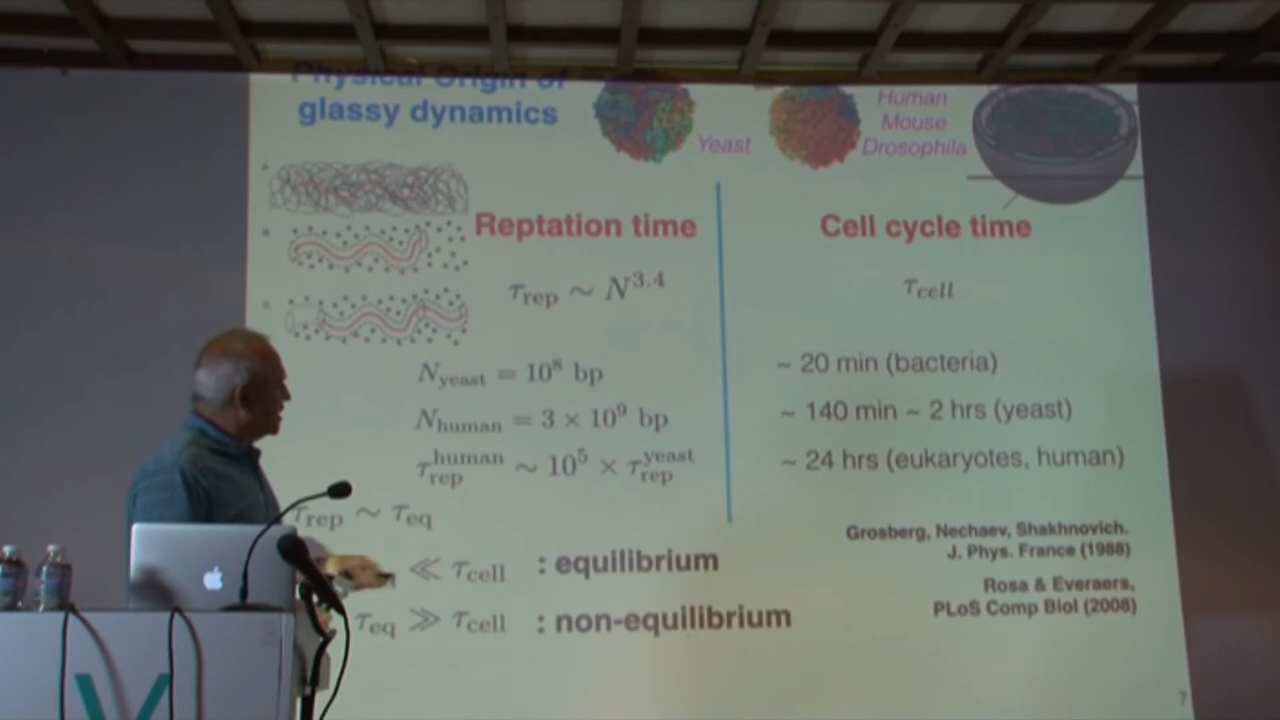 Physical Origin of
glassy dynamics
Yeast
Human
Mouse
Drosophila
Reptation time
τ_rep ~ N^3.4
N_yeast = 10^8 bp
N_human = 3 × 10^9 bp
τ_rep^human ~ 10^5 × τ_rep^yeast
τ_rep ~ τ_eq
≪ τ_cell : equilibrium
τ_eq ≫ τ_cell : non-equilibrium
Cell cycle time
τ_cell
~ 20 min (bacteria)
~ 140 min ~ 2 hrs (yeast)
~ 24 hrs (eukaryotes, human)
Grosberg, Nechaev, Shakhnovich.
J. Phys. France (1988)
Rosa & Everaers,
PLoS Comp Biol (2008)
7